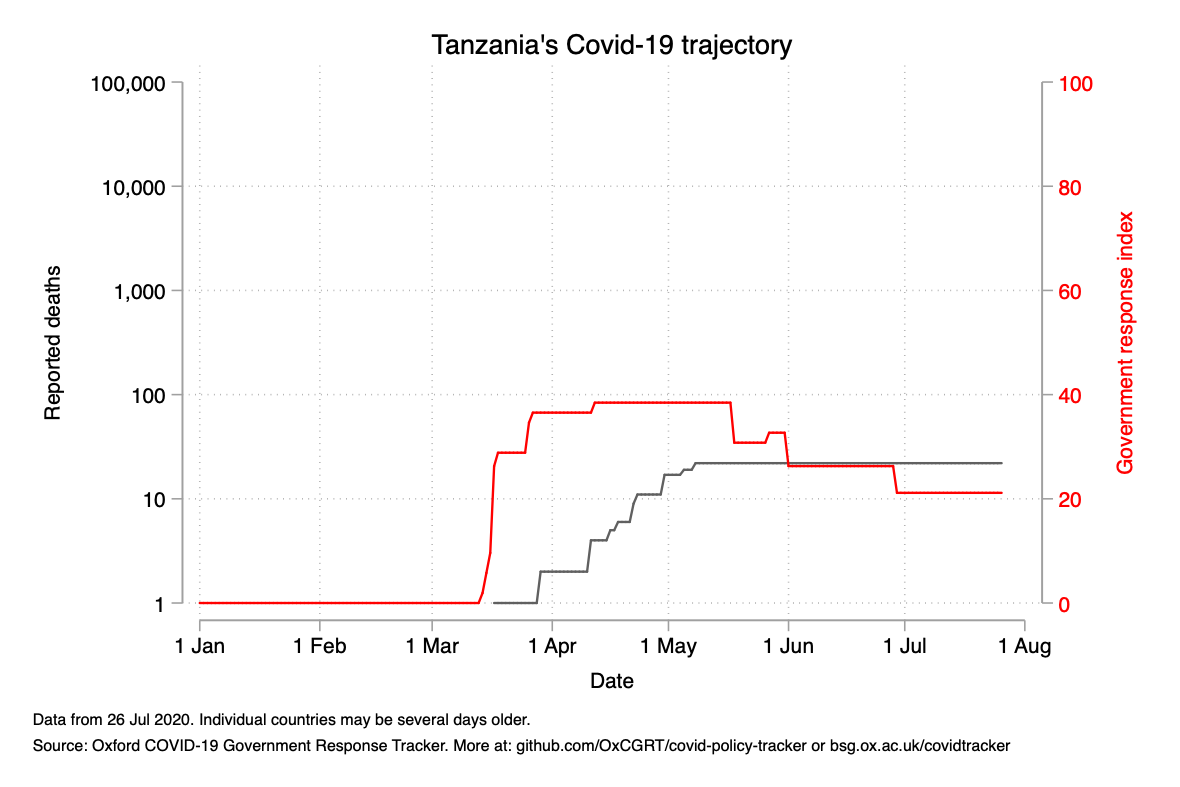 Tanzania's Covid-19 trajectory
100,000
10,000
1,000
100
10
1
Reported deaths
100
80
60
40
20
0
Government response index
1 Jan
1 Feb
1 Mar
1 Apr
1 May
1 Jun
1 Jul
1 Aug
Date
Data from 26 Jul 2020. Individual countries may be several days older.
Source: Oxford COVID-19 Government Response Tracker. More at: github.com/OxCGRT/covid-policy-tracker or bsg.ox.ac.uk/covidtracker